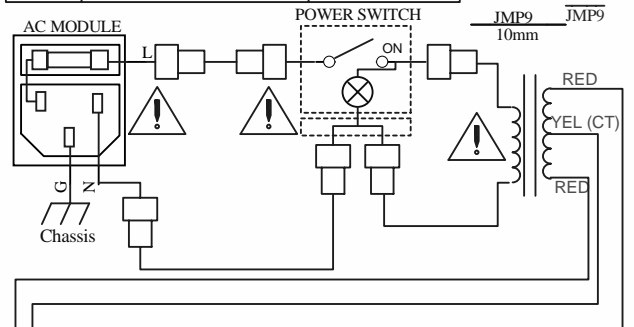 POWER SWITCH
JMP9
JMP9
10mm
AC MODULE
L
ON
RED
YEL (CT)
RED
G
N
Chassis